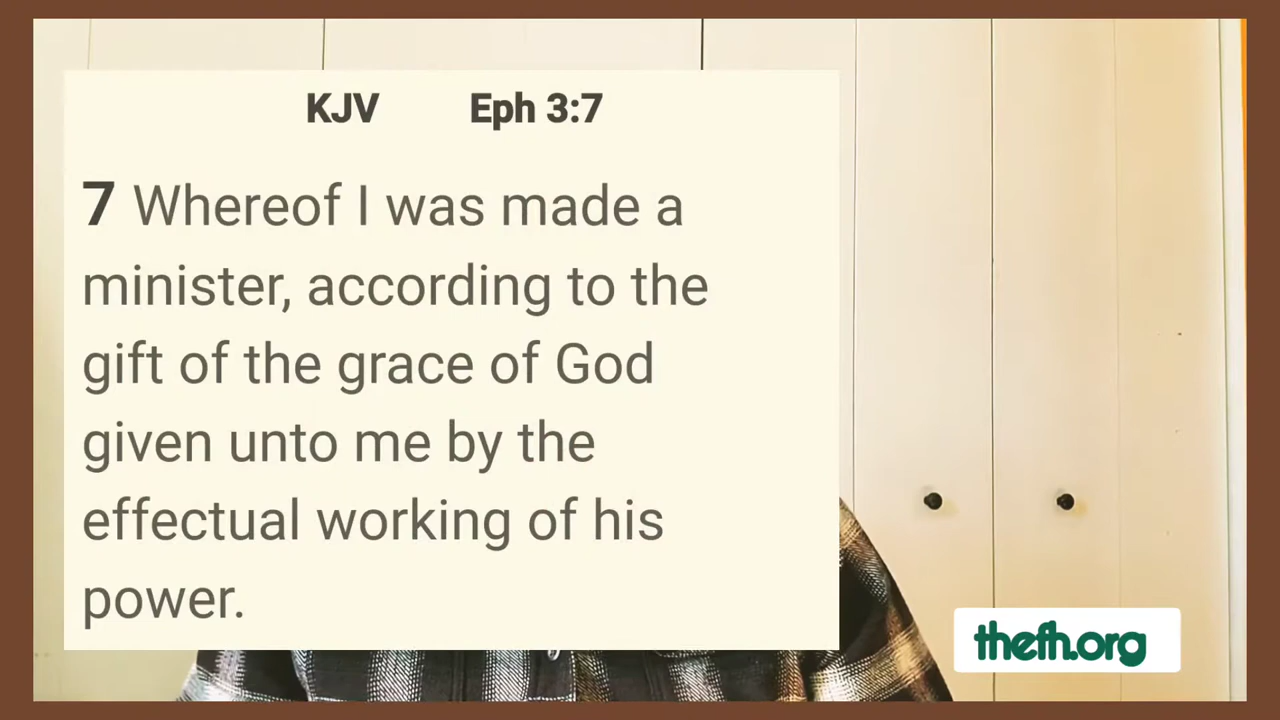 KJV Eph 3:7
7 Whereof I was made a
minister, according to the
gift of the grace of God
given unto me by the
effectual working of his
power.
thefh.org